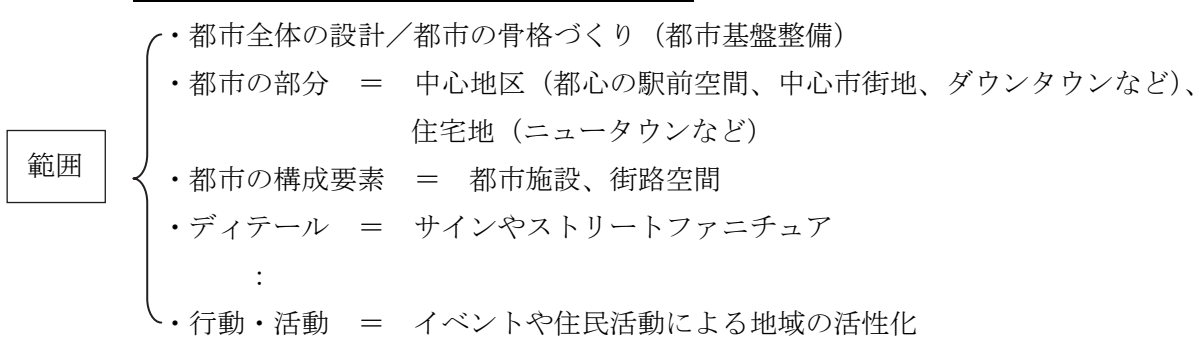 ・都市全体の設計／都市の骨格づくり（都市基盤整備）
・都市の部分　＝　中心地区（都心の駅前空間、中心市街地、ダウンタウンなど）、
住宅地（ニュータウンなど）
範囲
・都市の構成要素　＝　都市施設、街路空間
・ディテール　＝　サインやストリートファニチュア
：
・行動・活動　＝　イベントや住民活動による地域の活性化